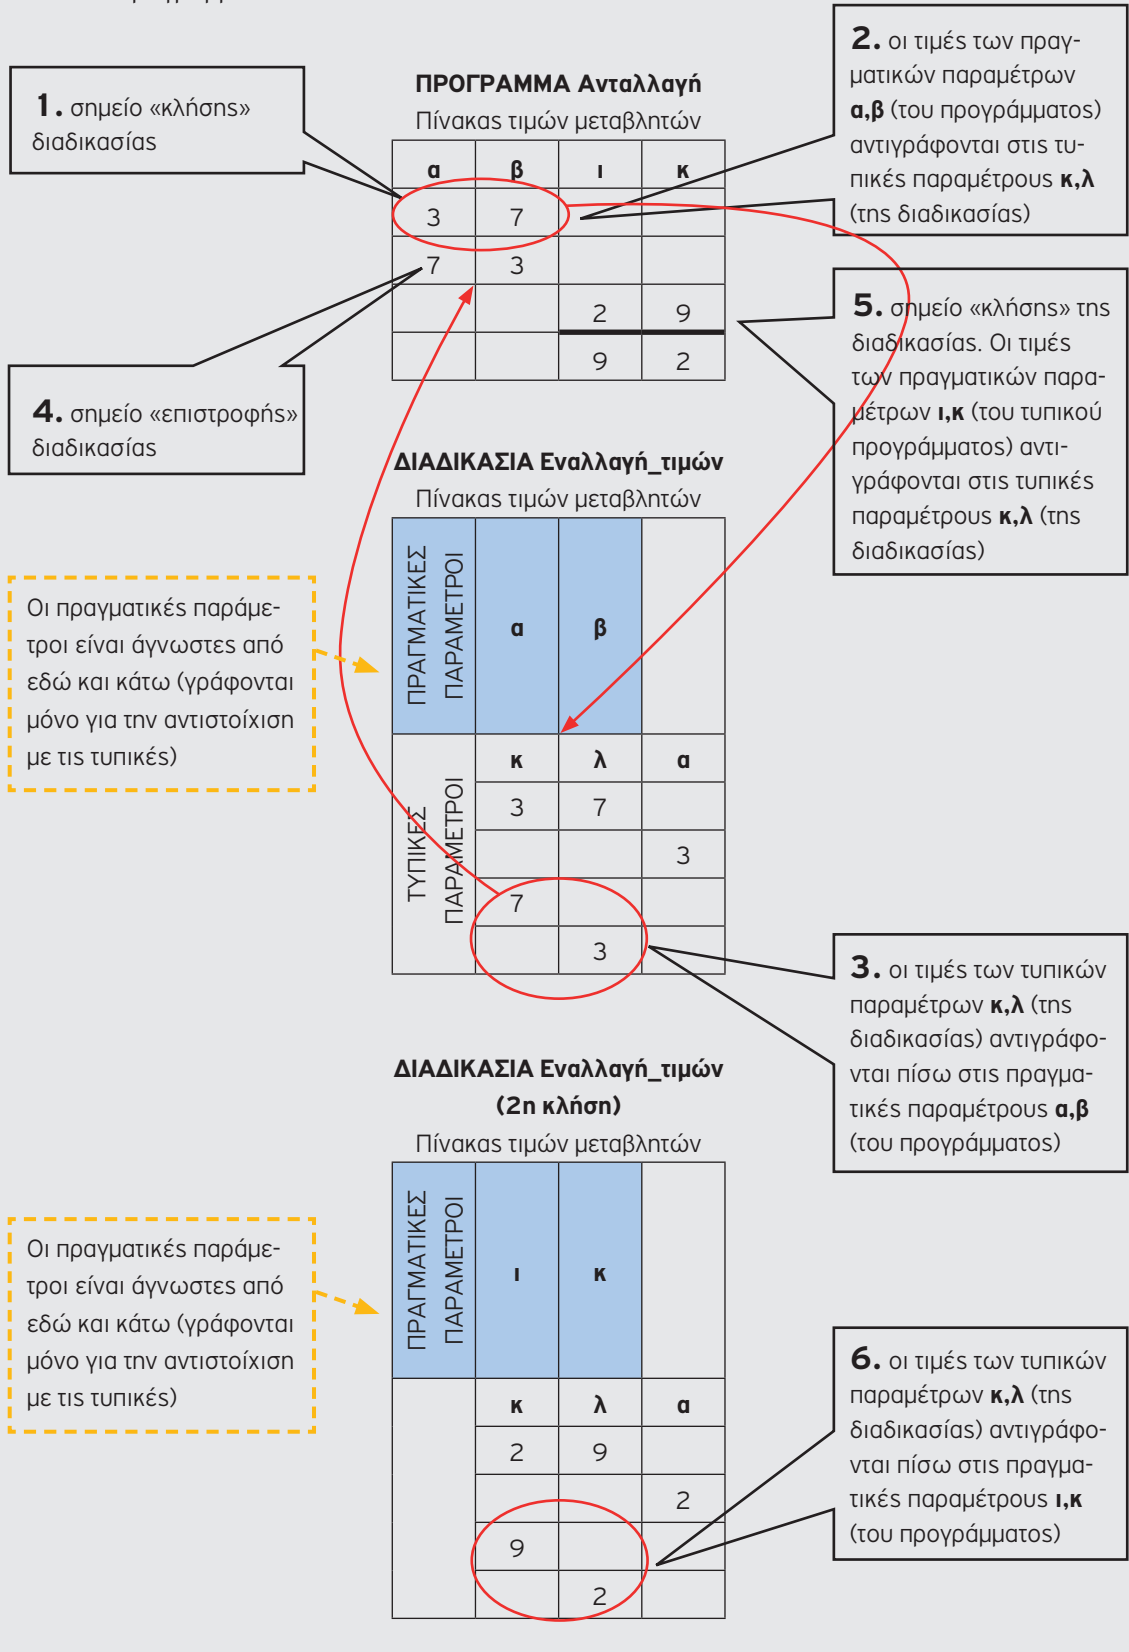 1. σημείο «κλήσης»
διαδικασίας
ΠΡΟΓΡΑΜΜΑ Ανταλλαγή
Πίνακας τιμών μεταβλητών
α β ι κ
3 7
7 3
2 9
9 2
2. οι τιμές των πραγ-
ματικών παραμέτρων
α,β (του προγράμματος)
αντιγράφονται στις τυ-
πικές παραμέτρους κ,λ
(της διαδικασίας)
4. σημείο «επιστροφής»
διαδικασίας
5. σημείο «κλήσης» της
διαδικασίας. Οι τιμές
των πραγματικών παρα-
μέτρων ι,κ (του τυπικού
προγράμματος) αντι-
γράφονται στις τυπικές
παραμέτρους κ,λ (της
διαδικασίας)
ΔΙΑΔΙΚΑΣΙΑ Εναλλαγή_τιμών
Πίνακας τιμών μεταβλητών
ΠΡΑΓΜΑΤΙΚΕΣ
ΠΑΡΑΜΕΤΡΟΙ
α β
Οι πραγματικές παράμε-
τροι είναι άγνωστες από
εδώ και κάτω (γράφονται
μόνο για την αντιστοίχιση
με τις τυπικές)
ΤΥΠΙΚΕΣ
ΠΑΡΑΜΕΤΡΟΙ
κ λ α
3 7
3
7
3
3. οι τιμές των τυπικών
παραμέτρων κ,λ (της
διαδικασίας) αντιγράφο-
νται πίσω στις πραγμα-
τικές παραμέτρους α,β
(του προγράμματος)
ΔΙΑΔΙΚΑΣΙΑ Εναλλαγή_τιμών
(2η κλήση)
Πίνακας τιμών μεταβλητών
ΠΡΑΓΜΑΤΙΚΕΣ
ΠΑΡΑΜΕΤΡΟΙ
ι κ
Οι πραγματικές παράμε-
τροι είναι άγνωστες από
εδώ και κάτω (γράφονται
μόνο για την αντιστοίχιση
με τις τυπικές)
κ λ α
2 9
2
9
2
6. οι τιμές των τυπικών
παραμέτρων κ,λ (της
διαδικασίας) αντιγράφο-
νται πίσω στις πραγμα-
τικές παραμέτρους ι,κ
(του προγράμματος)